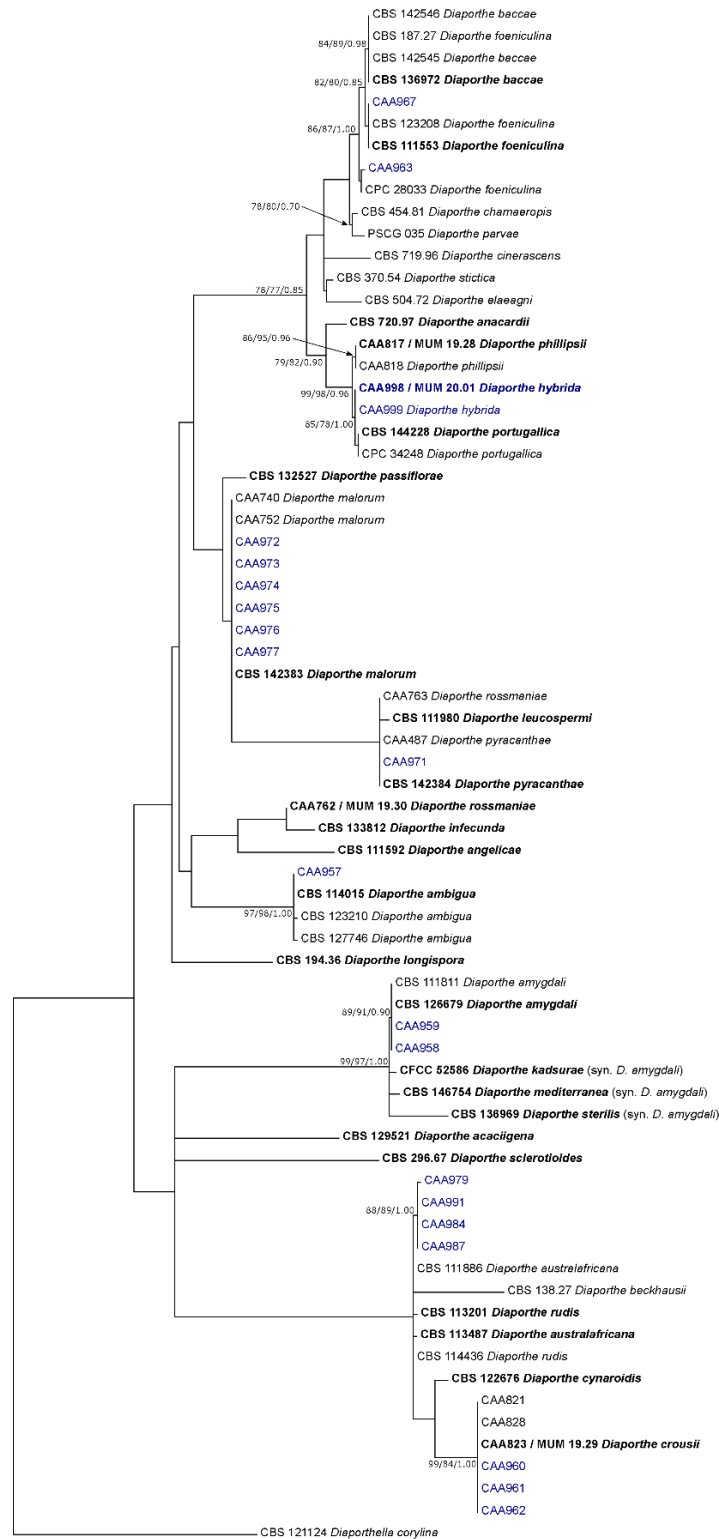 CBS 142546 Diaporthe baccae
CBS 187.27 Diaporthe foeniculina
84/89/0.98
CBS 142545 Diaporthe baccae
CBS 136972 Diaporthe baccae
82/80/0.85
CAA967
CBS 123208 Diaporthe foeniculina
86/87/1.00
CBS 111553 Diaporthe foeniculina
CAA963
CPC 28033 Diaporthe foeniculina
78/80/0.70
CBS 454.81 Diaporthe chamaeropis
PSCG 035 Diaporthe parvae
CBS 719.96 Diaporthe cinerascens
CBS 370.54 Diaporthe stictica
78/77/0.85
CBS 504.72 Diaporthe elaeagni
CBS 720.97 Diaporthe anacardii
86/95/0.96
CAA817 / MUM 19.28 Diaporthe phillipsii
79/82/0.90
CAA818 Diaporthe phillipsii
CAA998 / MUM 20.01 Diaporthe hybrida
99/98/0.96
CAA999 Diaporthe hybrida
85/78/1.00
CBS 144228 Diaporthe portugallica
CPC 34248 Diaporthe portugallica
CBS 132527 Diaporthe passiflorae
CAA740 Diaporthe malorum
CAA752 Diaporthe malorum
CAA972
CAA973
CAA974
CAA975
CAA976
CAA977
CBS 142383 Diaporthe malorum
CAA763 Diaporthe rossmaniae
CBS 111980 Diaporthe leucospermi
CAA487 Diaporthe pyracanthae
CAA971
CBS 142384 Diaporthe pyracanthae
CAA762 / MUM 19.30 Diaporthe rossmaniae
CBS 133812 Diaporthe infecunda
CBS 111592 Diaporthe angelicae
CAA957
CBS 114015 Diaporthe ambigua
97/98/1.00
CBS 123210 Diaporthe ambigua
CBS 127746 Diaporthe ambigua
CBS 194.36 Diaporthe longispora
CBS 111811 Diaporthe amygdali
CBS 126679 Diaporthe amygdali
89/91/0.90
CAA959
CAA958
99/97/1.00
CFCC 52586 Diaporthe kadsurae (syn. D. amygdali)
CBS 146754 Diaporthe mediterranea (syn. D. amygdali)
CBS 136969 Diaporthe sterilis (syn. D. amygdali)
CBS 129521 Diaporthe acaciigena
CBS 296.67 Diaporthe sclerotioides
CAA979
CAA991
88/89/1.00
CAA984
CAA987
CBS 111886 Diaporthe australafricana
CBS 138.27 Diaporthe beckhausii
CBS 113201 Diaporthe rudis
CBS 113487 Diaporthe australafricana
CBS 114436 Diaporthe rudis
CBS 122676 Diaporthe cynaroidis
CAA821
CAA828
CAA823 / MUM 19.29 Diaporthe crousii
99/84/1.00
CAA960
CAA961
CAA962
CBS 121124 Diaporthella corylina